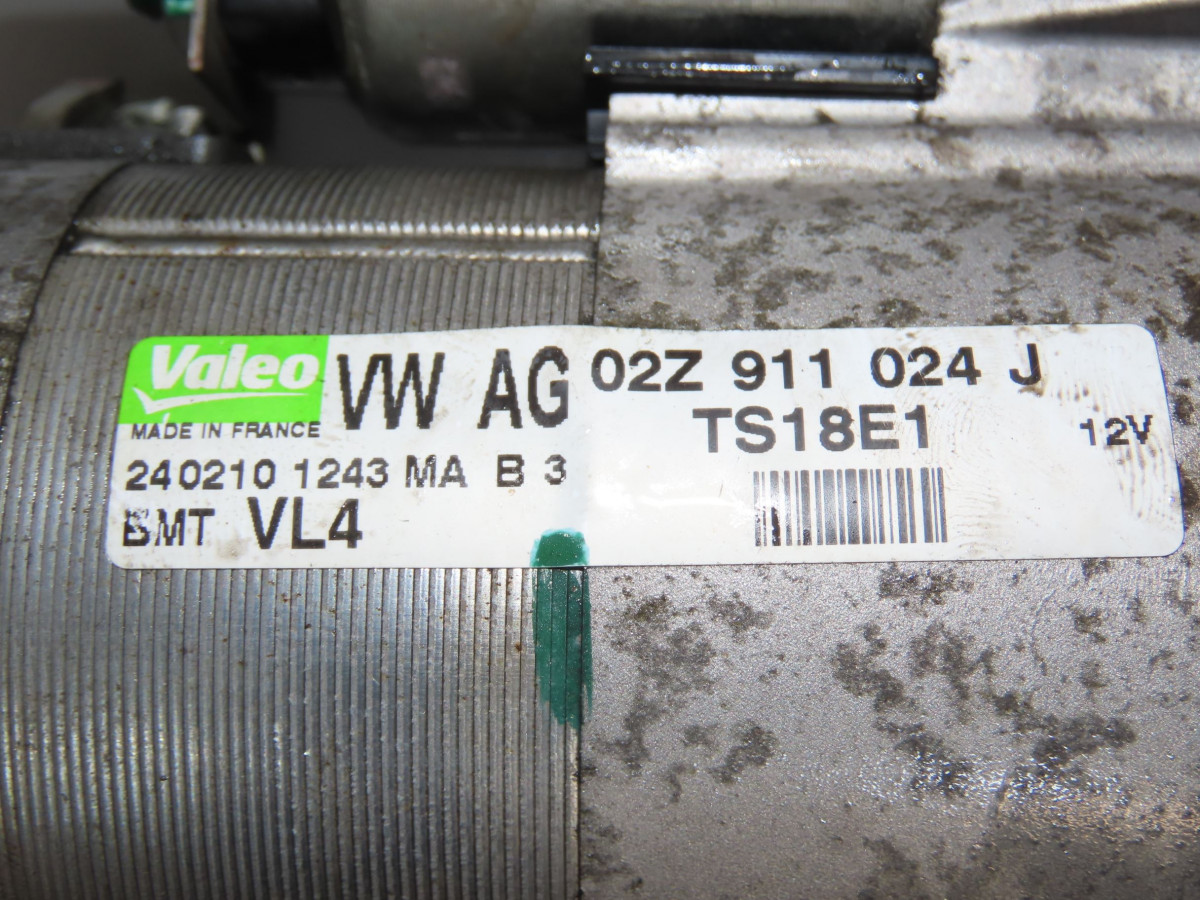 Valeo
MADE IN FRANCE
VW AG
02Z 911 024 J
TS18E1
12V
240210 1243 MA B 3
BMT VL4